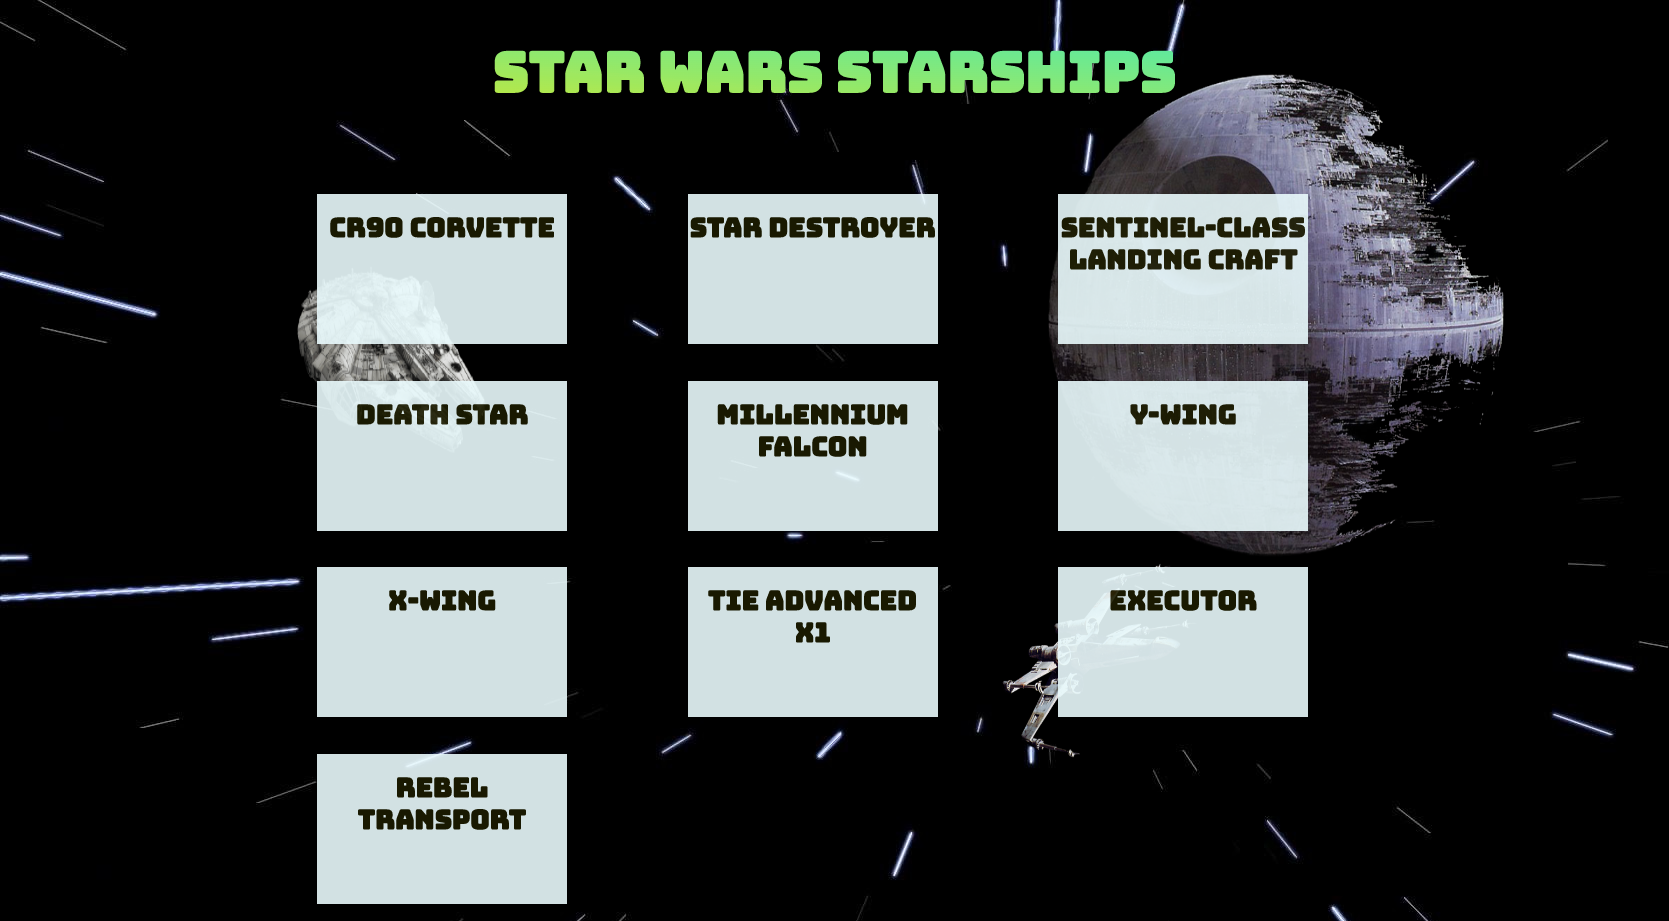 STAR WARS STARSHIPS
CR90 CORVETTE
STAR DESTROYER
SENTINEL-CLASS
LANDING CRAFT
DEATH STAR
MILLENNIUM
FALCON
Y-WING
X-WING
TIE ADVANCED
X1
EXECUTOR
REBEL
TRANSPORT